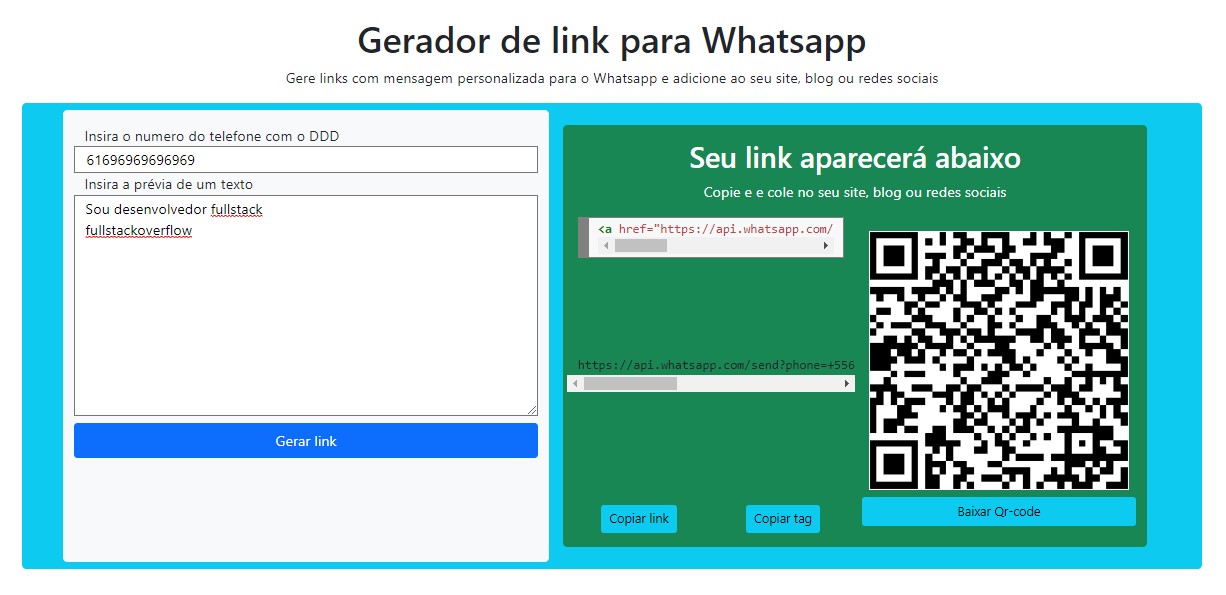 Gerador de link para Whatsapp
Gere links com mensagem personalizada para o Whatsapp e adicione ao seu site, blog ou redes sociais
Insira o numero do telefone com o DDD
61696969696969
Insira a prévia de um texto
Sou desenvolvedor fullstack
fullstackoverflow
Gerar link
Seu link aparecerá abaixo
Copie e e cole no seu site, blog ou redes sociais
<a href="https://api.whatsapp.com/
https://api.whatsapp.com/send?phone=+556
Copiar link
Copiar tag
Baixar Qr-code